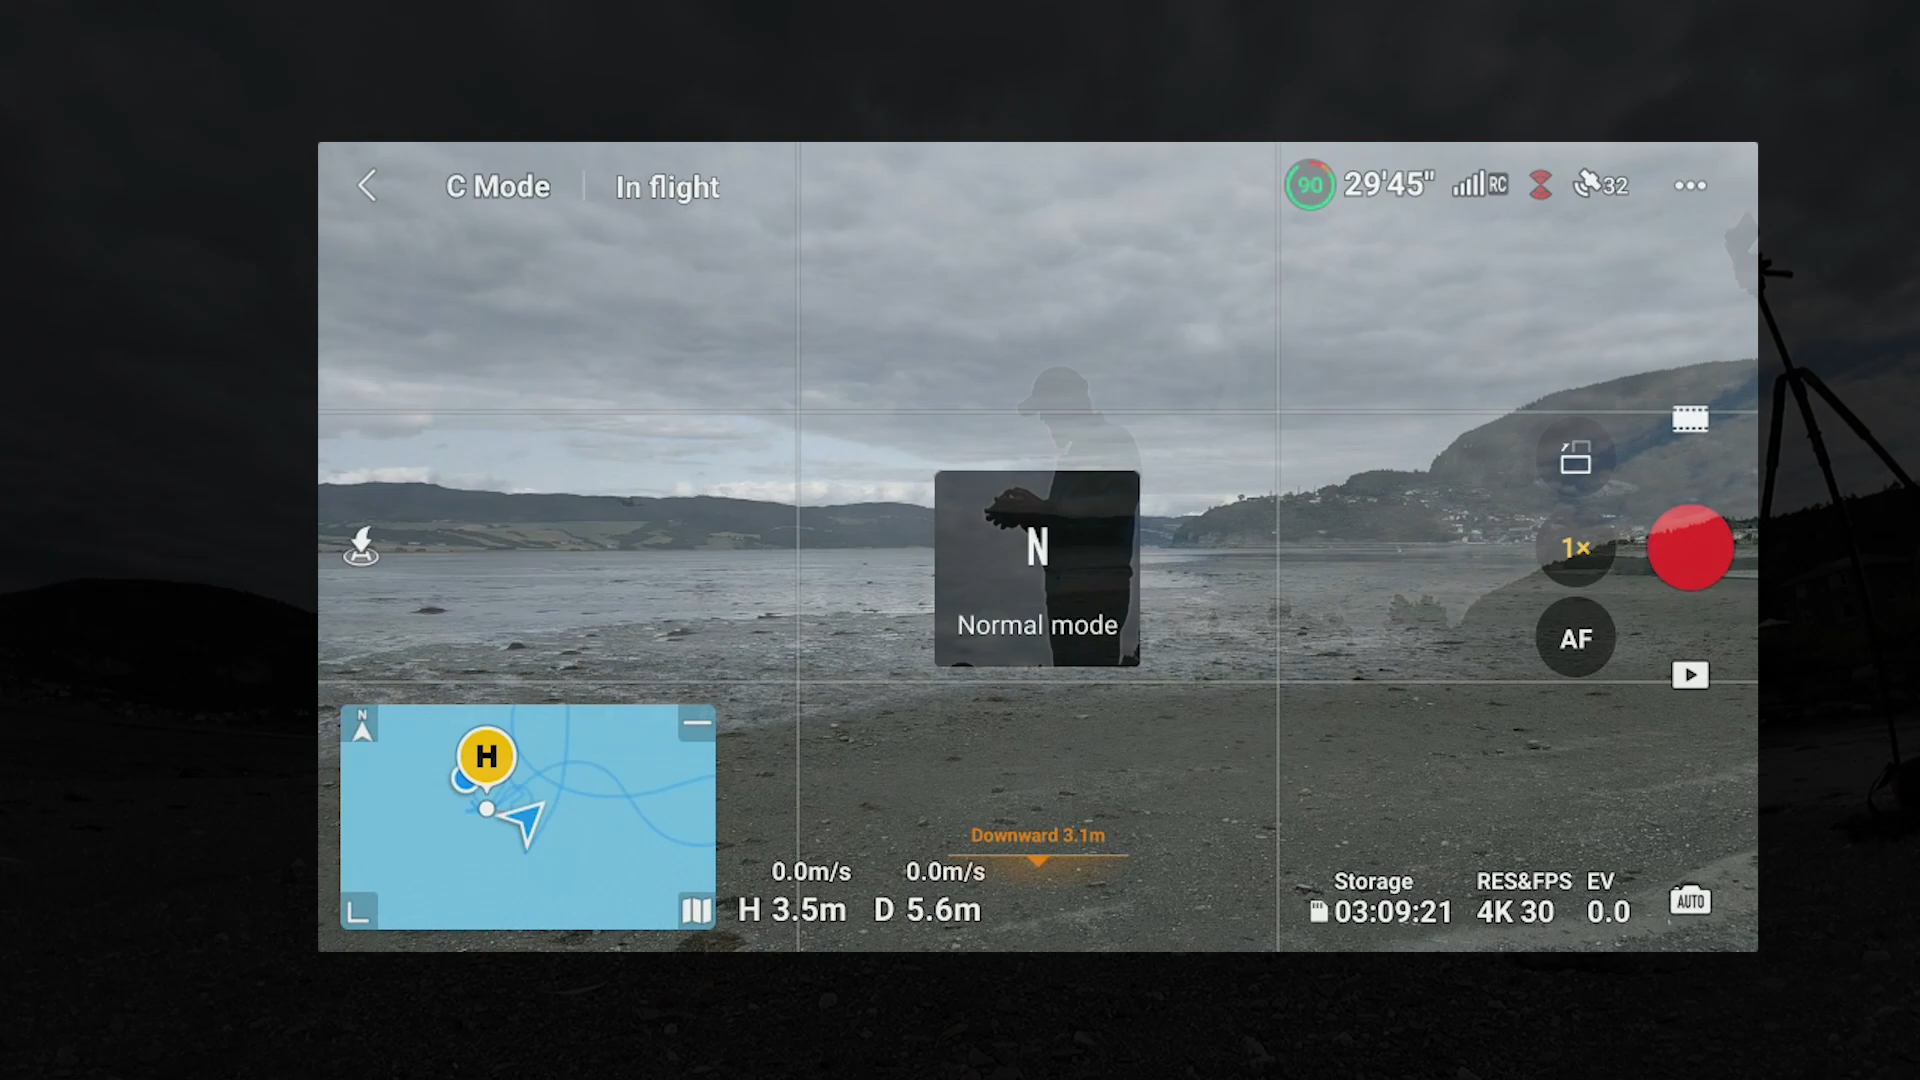 C Mode
In flight
90
29'45"
RC
32
1×
AF
N
Normal mode
N
H
Downward 3.1m
0.0m/s
0.0m/s
H 3.5m
D 5.6m
Storage
03:09:21
RES&FPS
4K 30
EV
0.0
AUTO